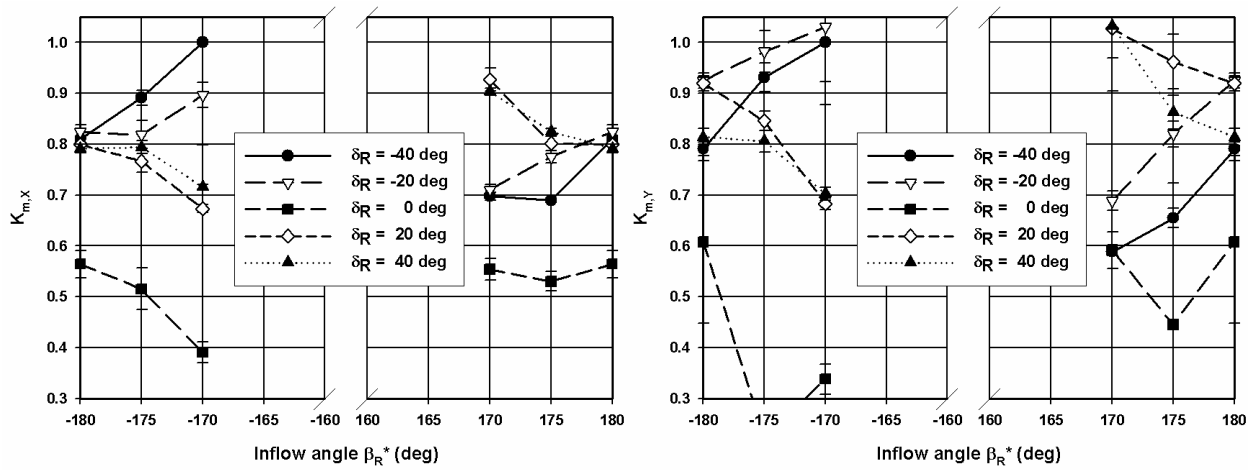 K_m,X
1.0
0.9
0.8
0.7
0.6
0.5
0.4
0.3
δ_R = -40 deg
δ_R = -20 deg
δ_R = 0 deg
δ_R = 20 deg
δ_R = 40 deg
-180 -175 -170 -165 -160 160 165 170 175 180
Inflow angle β_R* (deg)
K_m,Y
1.0
0.9
0.8
0.7
0.6
0.5
0.4
0.3
δ_R = -40 deg
δ_R = -20 deg
δ_R = 0 deg
δ_R = 20 deg
δ_R = 40 deg
-180 -175 -170 -165 -160 160 165 170 175 180
Inflow angle β_R* (deg)